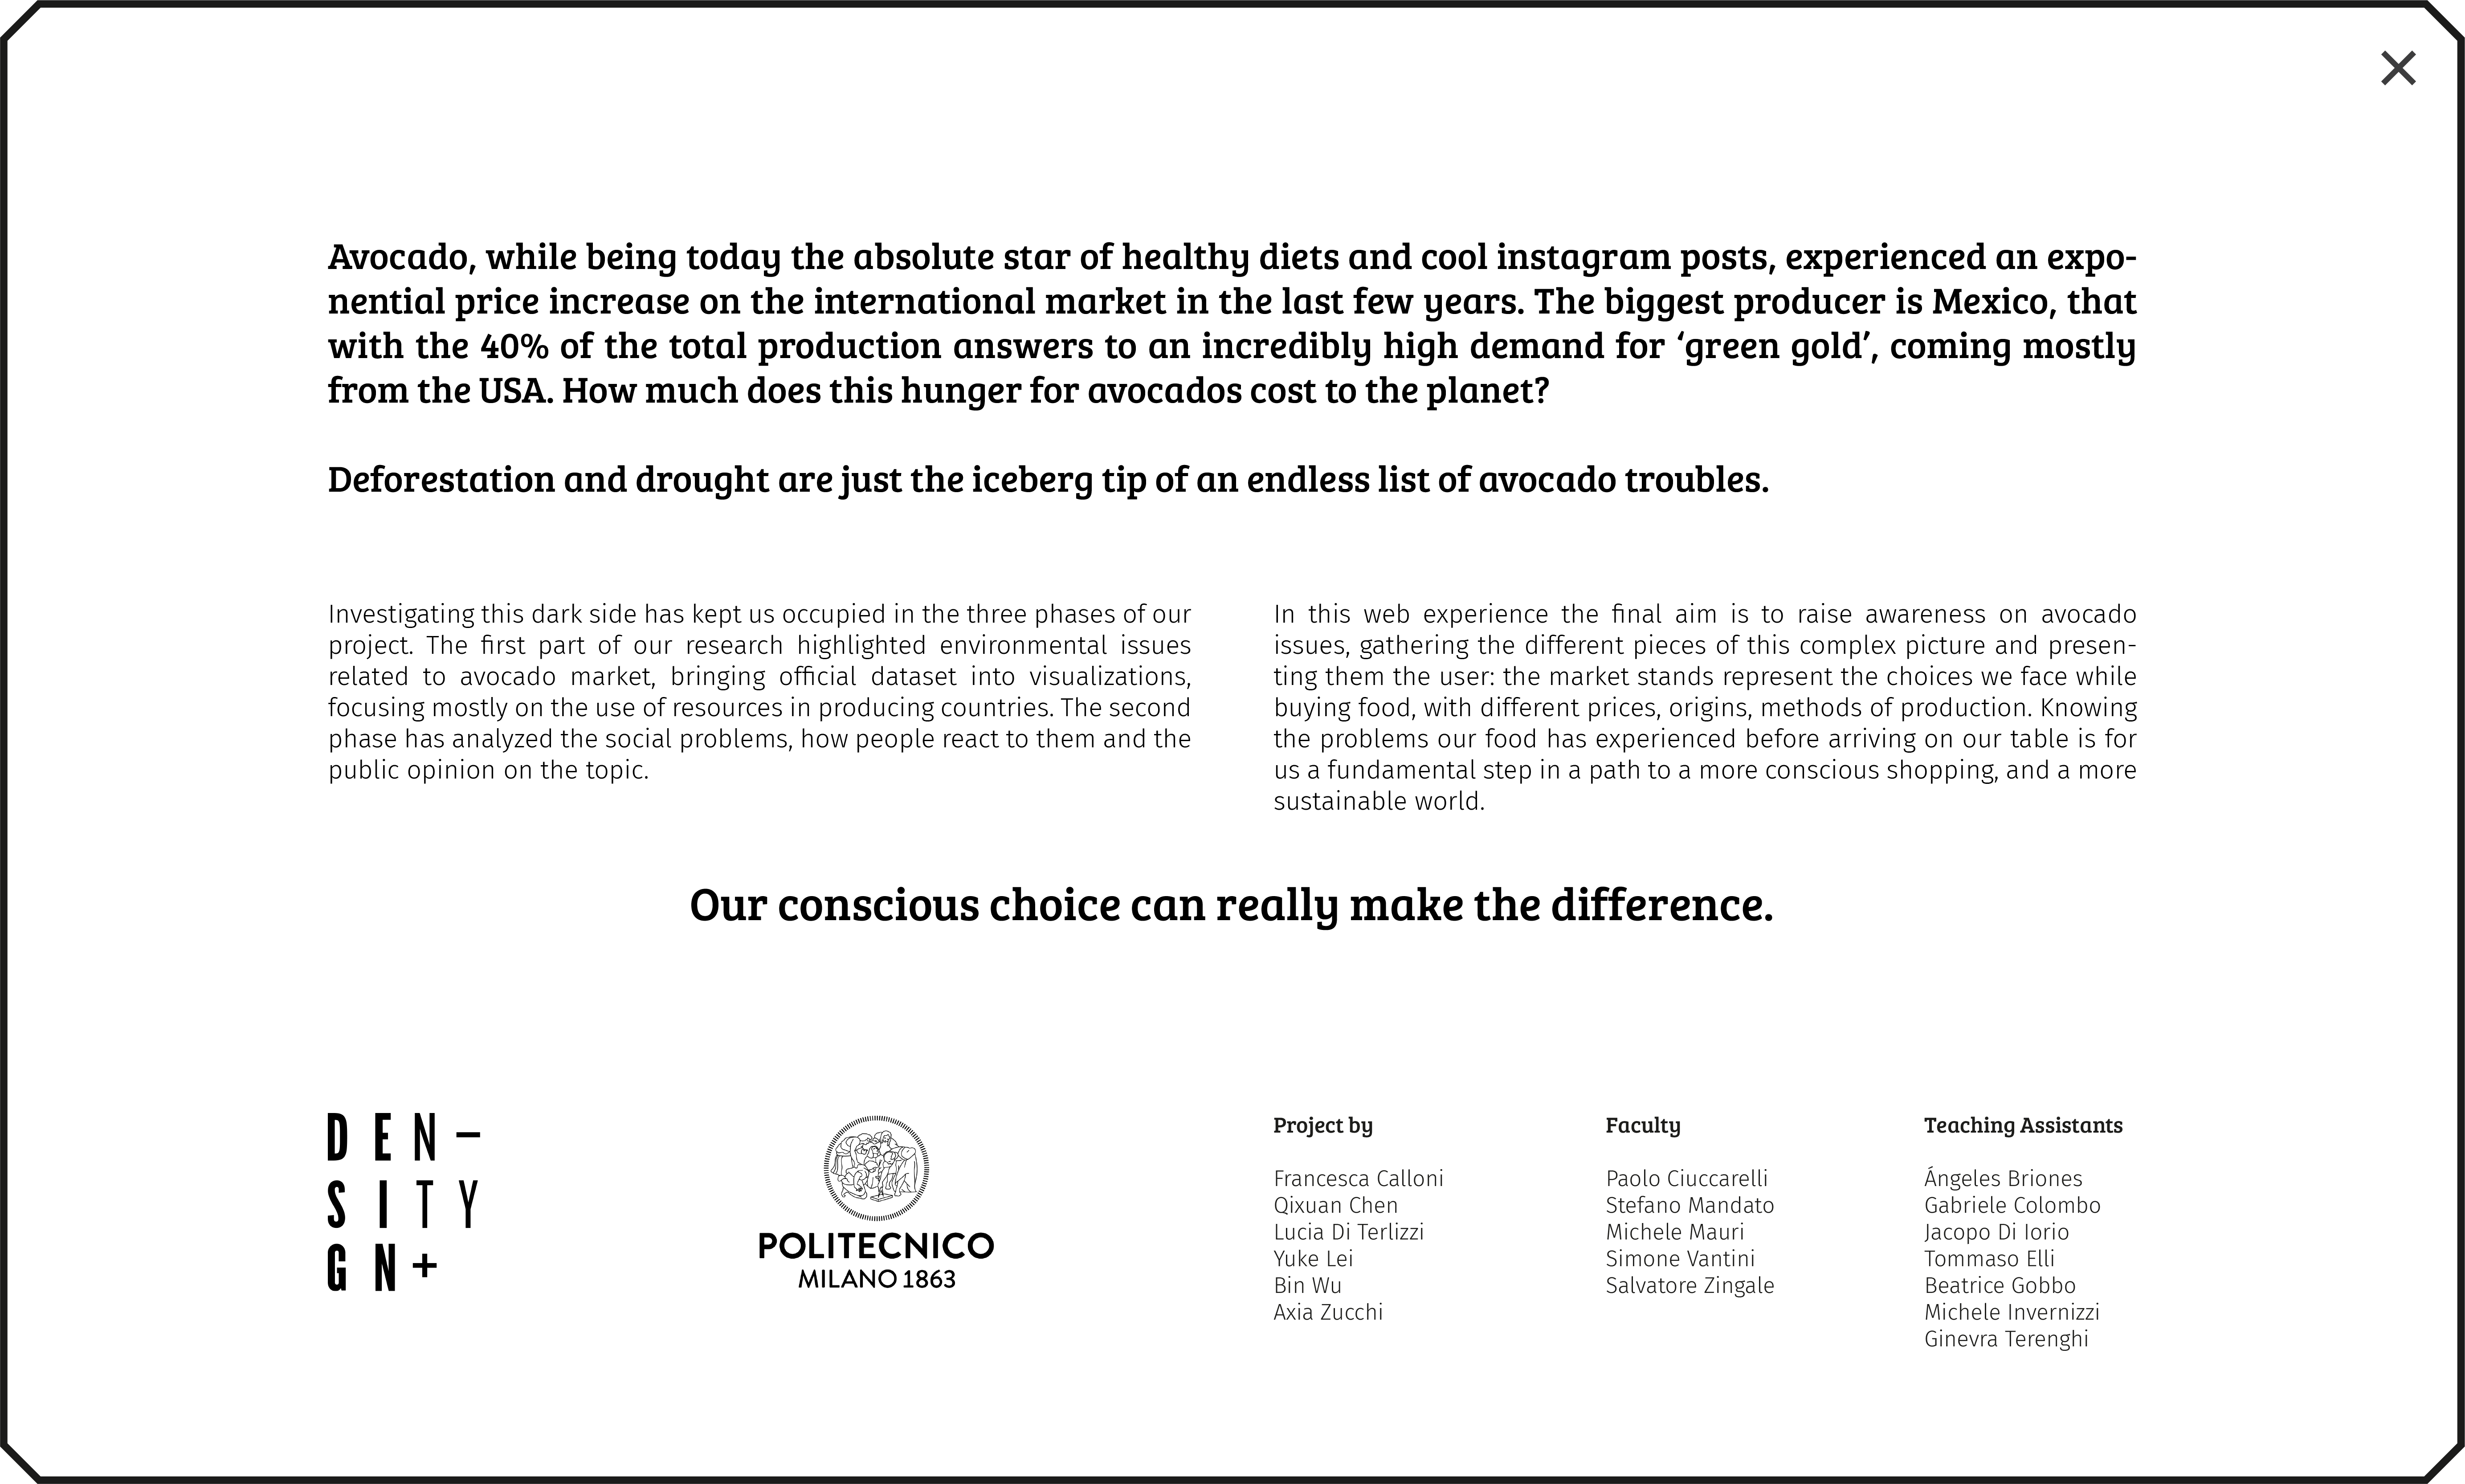 Avocado, while being today the absolute star of healthy diets and cool instagram posts, experienced an expo-
nential price increase on the international market in the last few years. The biggest producer is Mexico, that
with the 40% of the total production answers to an incredibly high demand for ‘green gold’, coming mostly
from the USA. How much does this hunger for avocados cost to the planet?
Deforestation and drought are just the iceberg tip of an endless list of avocado troubles.
Investigating this dark side has kept us occupied in the three phases of our
project. The first part of our research highlighted environmental issues
related to avocado market, bringing official dataset into visualizations,
focusing mostly on the use of resources in producing countries. The second
phase has analyzed the social problems, how people react to them and the
public opinion on the topic.
In this web experience the final aim is to raise awareness on avocado
issues, gathering the different pieces of this complex picture and presen-
ting them the user: the market stands represent the choices we face while
buying food, with different prices, origins, methods of production. Knowing
the problems our food has experienced before arriving on our table is for
us a fundamental step in a path to a more conscious shopping, and a more
sustainable world.
Our conscious choice can really make the difference.
DEN–
SITY
GN+
POLITECNICO
MILANO 1863
Project by
Francesca Calloni
Qixuan Chen
Lucia Di Terlizzi
Yuke Lei
Bin Wu
Axia Zucchi
Faculty
Paolo Ciuccarelli
Stefano Mandato
Michele Mauri
Simone Vantini
Salvatore Zingale
Teaching Assistants
Ángeles Briones
Gabriele Colombo
Jacopo Di Iorio
Tommaso Elli
Beatrice Gobbo
Michele Invernizzi
Ginevra Terenghi